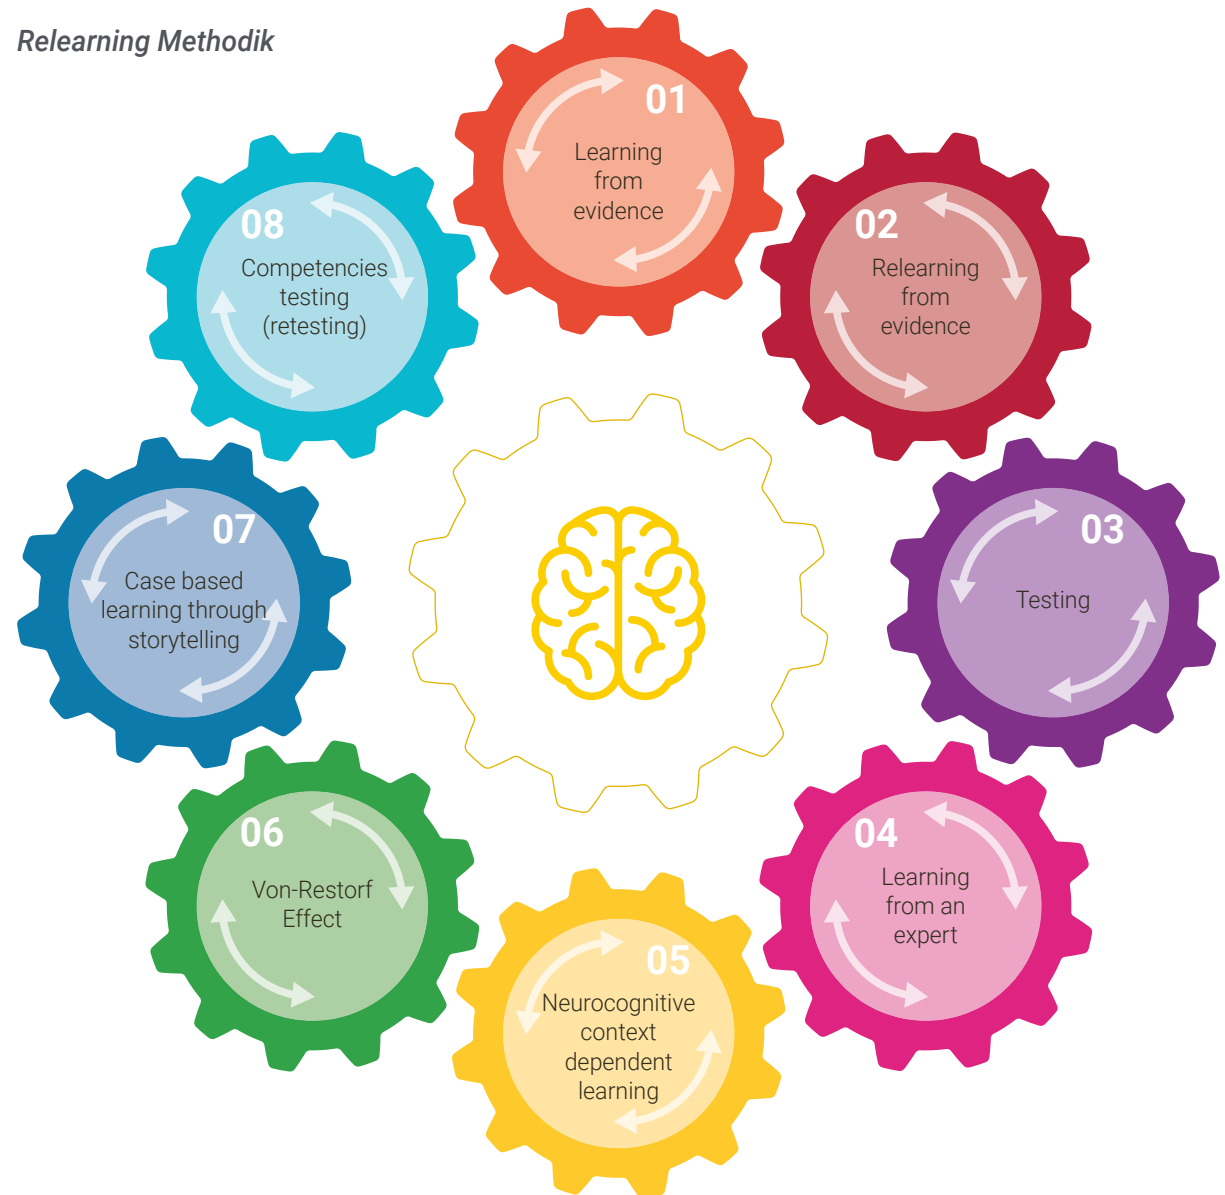 Relearning Methodik
01
Learning
from
evidence
02
Relearning
from
evidence
03
Testing
04
Learning
from an
expert
05
Neurocognitive
context
dependent
learning
06
Von-Restorf
Effect
07
Case based
learning through
storytelling
08
Competencies
testing
(retesting)